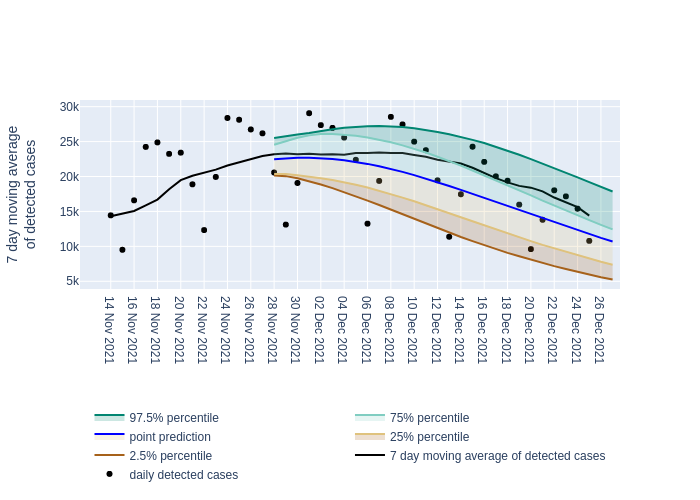 7 day moving average
of detected cases
30k
25k
20k
15k
10k
5k
14 Nov 2021
16 Nov 2021
18 Nov 2021
20 Nov 2021
22 Nov 2021
24 Nov 2021
26 Nov 2021
28 Nov 2021
30 Nov 2021
02 Dec 2021
04 Dec 2021
06 Dec 2021
08 Dec 2021
10 Dec 2021
12 Dec 2021
14 Dec 2021
16 Dec 2021
18 Dec 2021
20 Dec 2021
22 Dec 2021
24 Dec 2021
26 Dec 2021
97.5% percentile
75% percentile
point prediction
25% percentile
2.5% percentile
7 day moving average of detected cases
daily detected cases